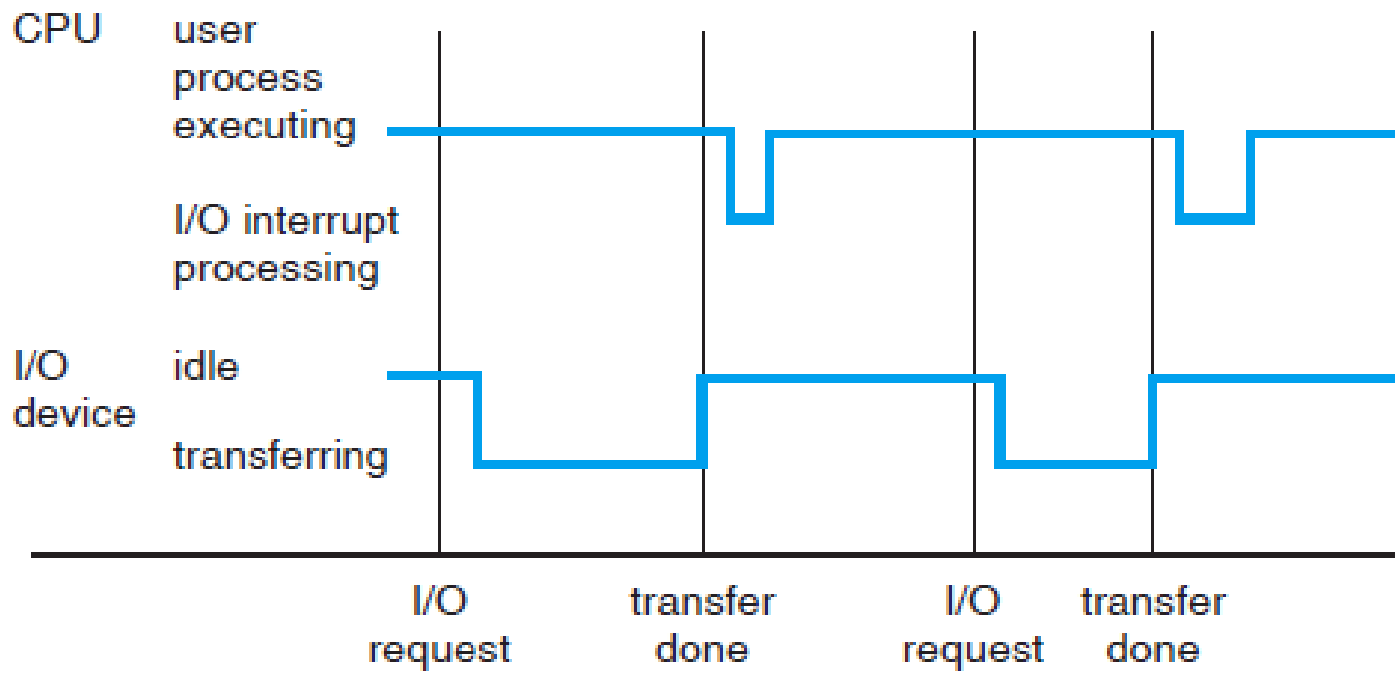 CPU user
process
executing
I/O interrupt
processing
I/O idle
device
transferring
I/O transfer I/O transfer
request done request done